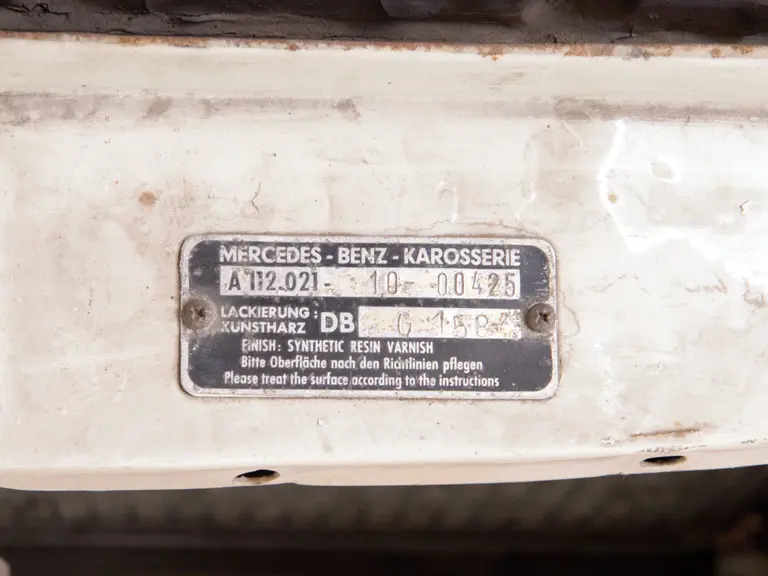 MERCEDES - BENZ - KAROSSERIE
A 112.021- 10- 00425
LACKIERUNG:
KUNSTHARZ DB G 158
FINISH: SYNTHETIC RESIN VARNISH
Bitte Oberfläche nach den Richtlinien pflegen
Please treat the surface according to the instructions